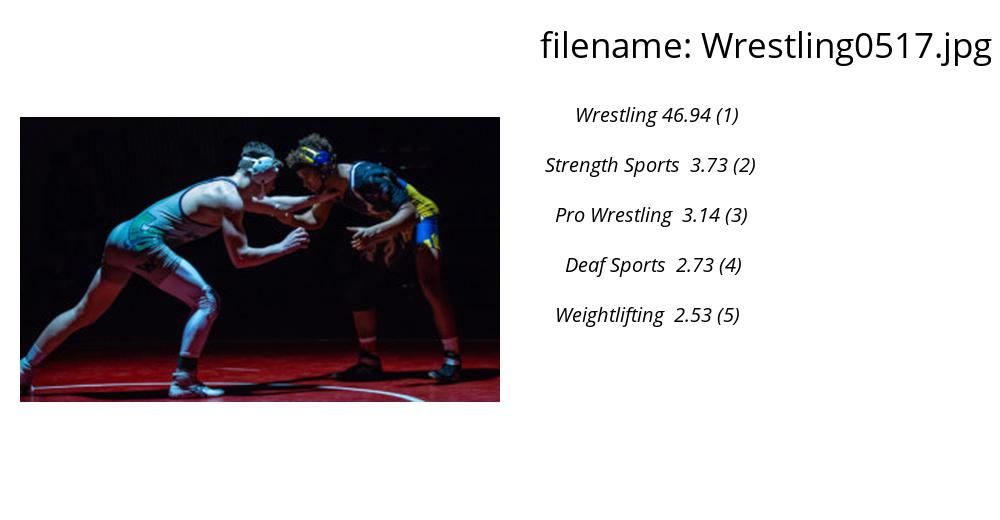 filename: Wrestling0517.jpg
Wrestling 46.94 (1)
Strength Sports 3.73 (2)
Pro Wrestling 3.14 (3)
Deaf Sports 2.73 (4)
Weightlifting 2.53 (5)